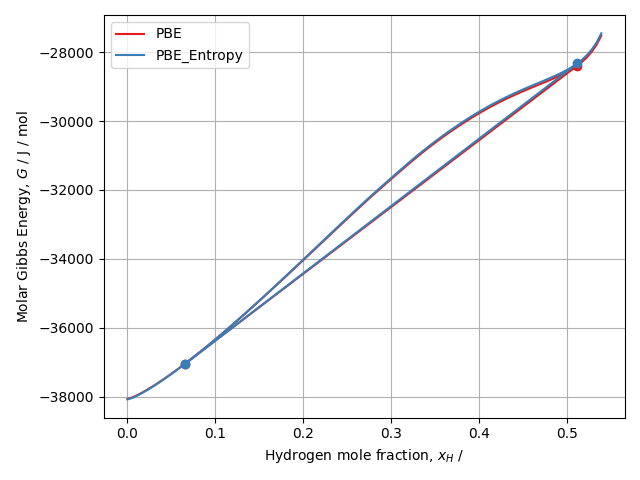 PBE
PBE_Entropy
−28000
−30000
−32000
−34000
−36000
−38000
Molar Gibbs Energy, G / J / mol
0.0 0.1 0.2 0.3 0.4 0.5
Hydrogen mole fraction, x_H /